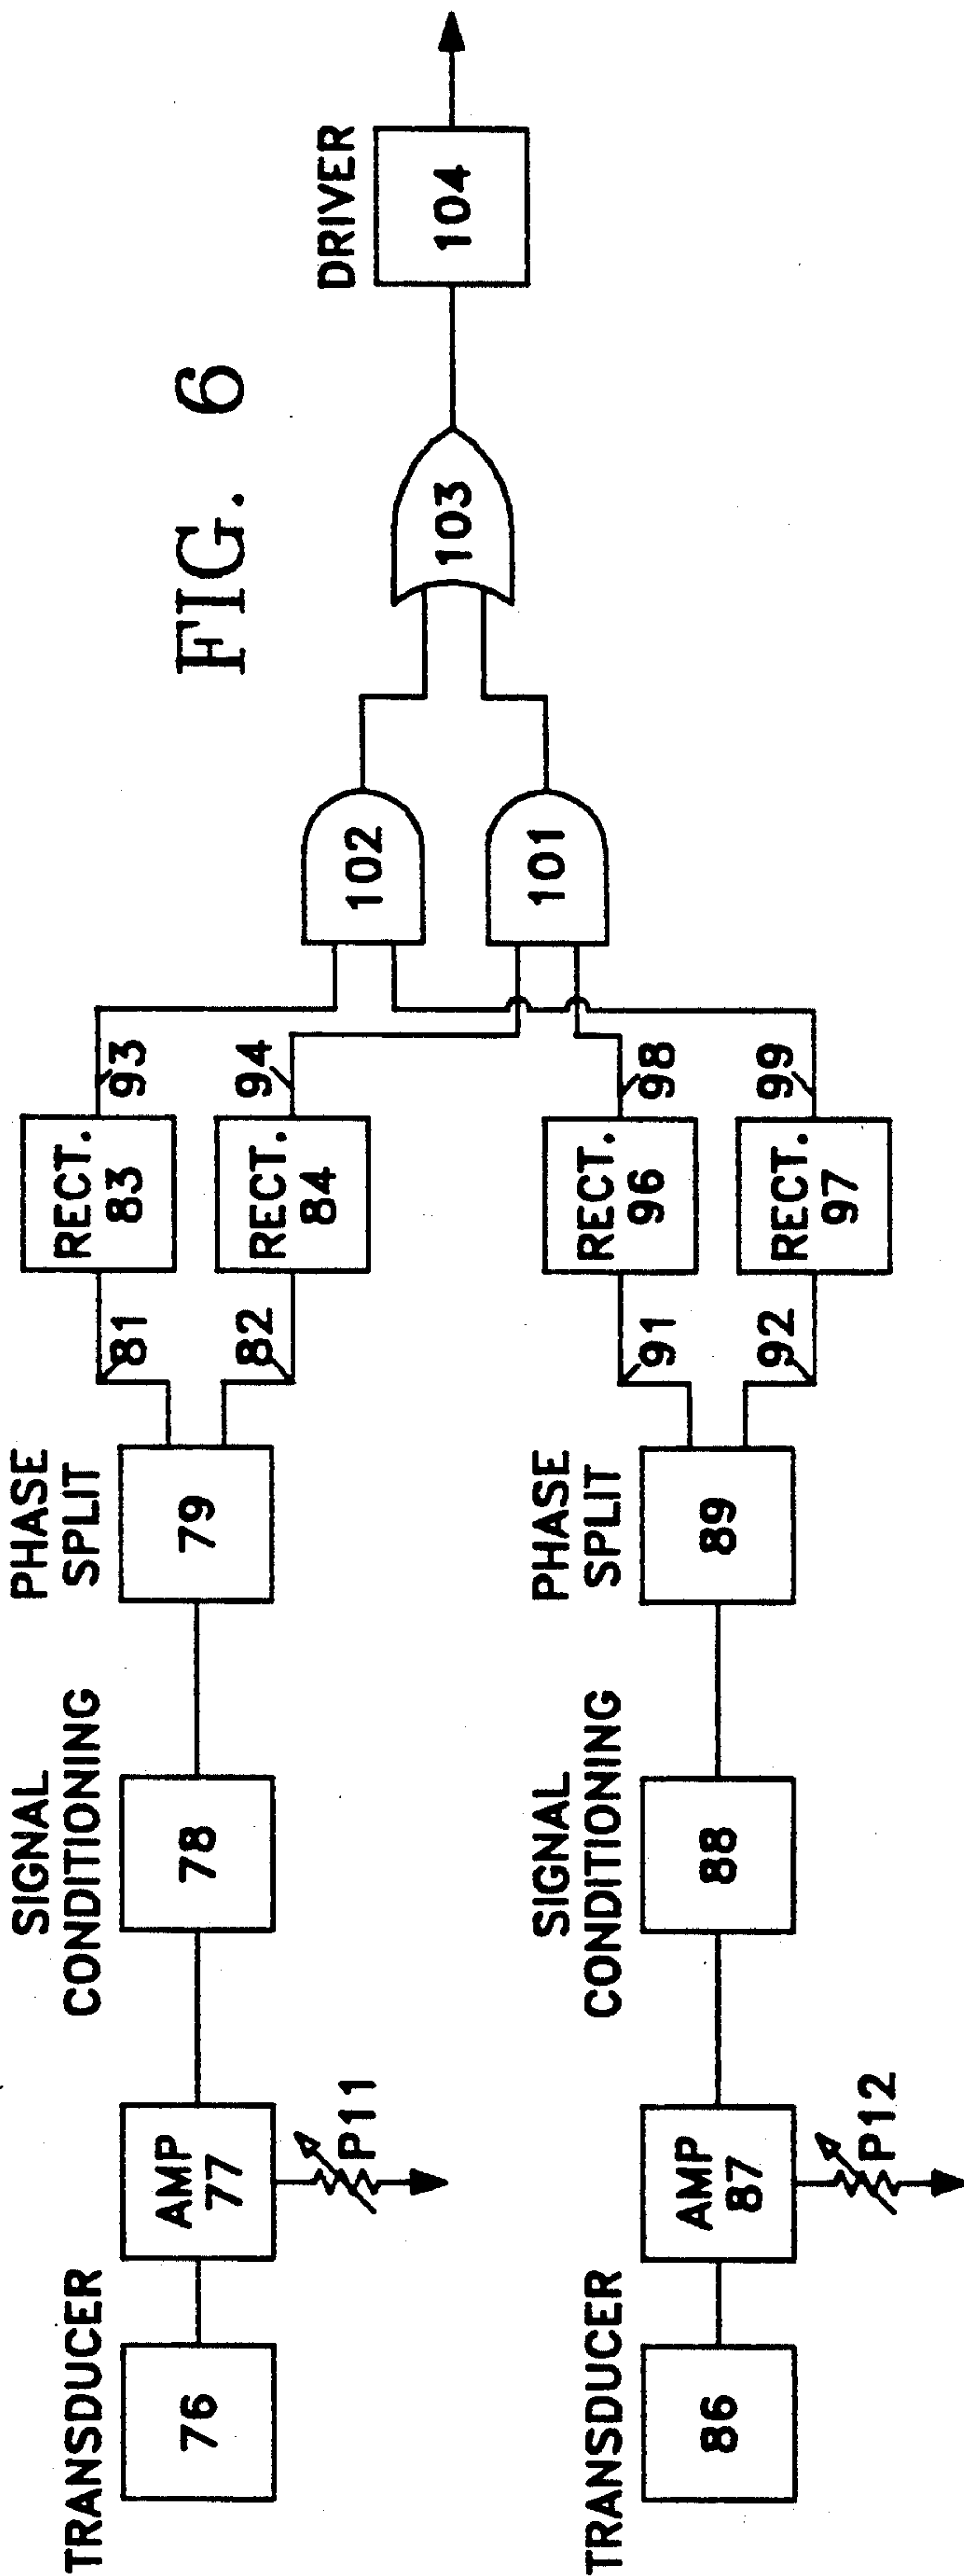 FIG. 6
TRANSDUCER
76
AMP
77
P11
SIGNAL
CONDITIONING
78
PHASE
SPLIT
79
81
82
RECT.
83
RECT.
84
93
94
TRANSDUCER
86
AMP
87
P12
SIGNAL
CONDITIONING
88
PHASE
SPLIT
89
91
92
RECT.
96
RECT.
97
98
99
102
101
103
DRIVER
104